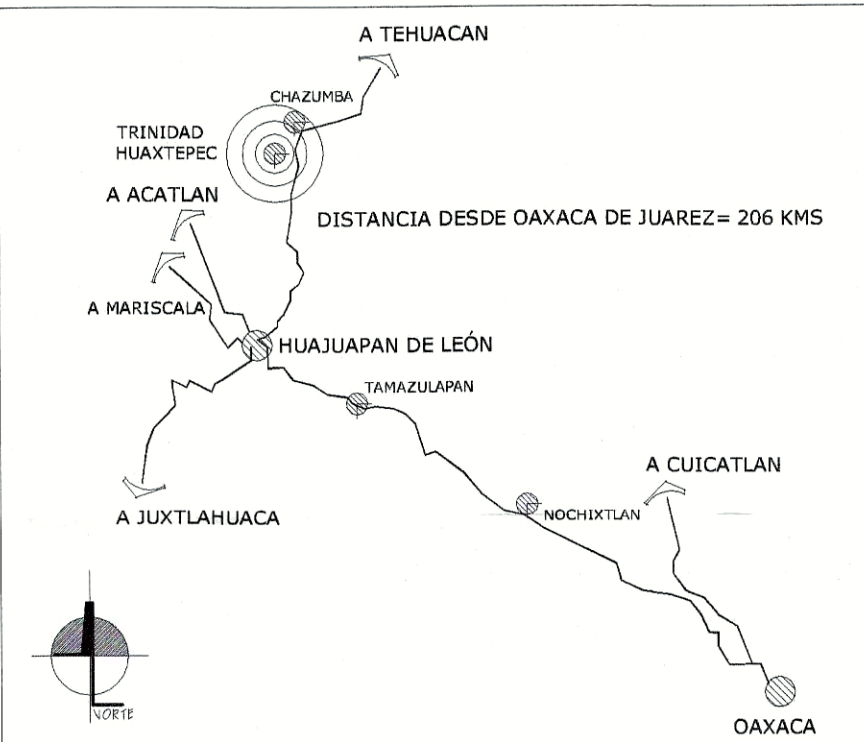 A TEHUACAN
CHAZUMBA
TRINIDAD
HUAXTEPEC
A ACATLAN
DISTANCIA DESDE OAXACA DE JUAREZ= 206 KMS
A MARISCALA
HUAJUAPAN DE LEÓN
TAMAZULAPAN
A CUICATLAN
A JUXTLAHUACA
NOCHIXTLAN
NORTE
OAXACA